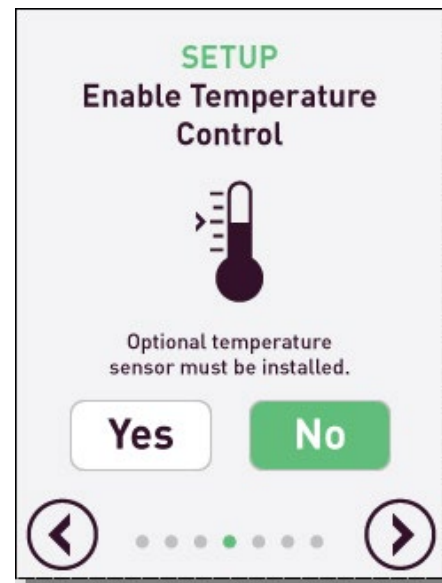 SETUP
Enable Temperature
Control
Optional temperature
sensor must be installed.
Yes
No